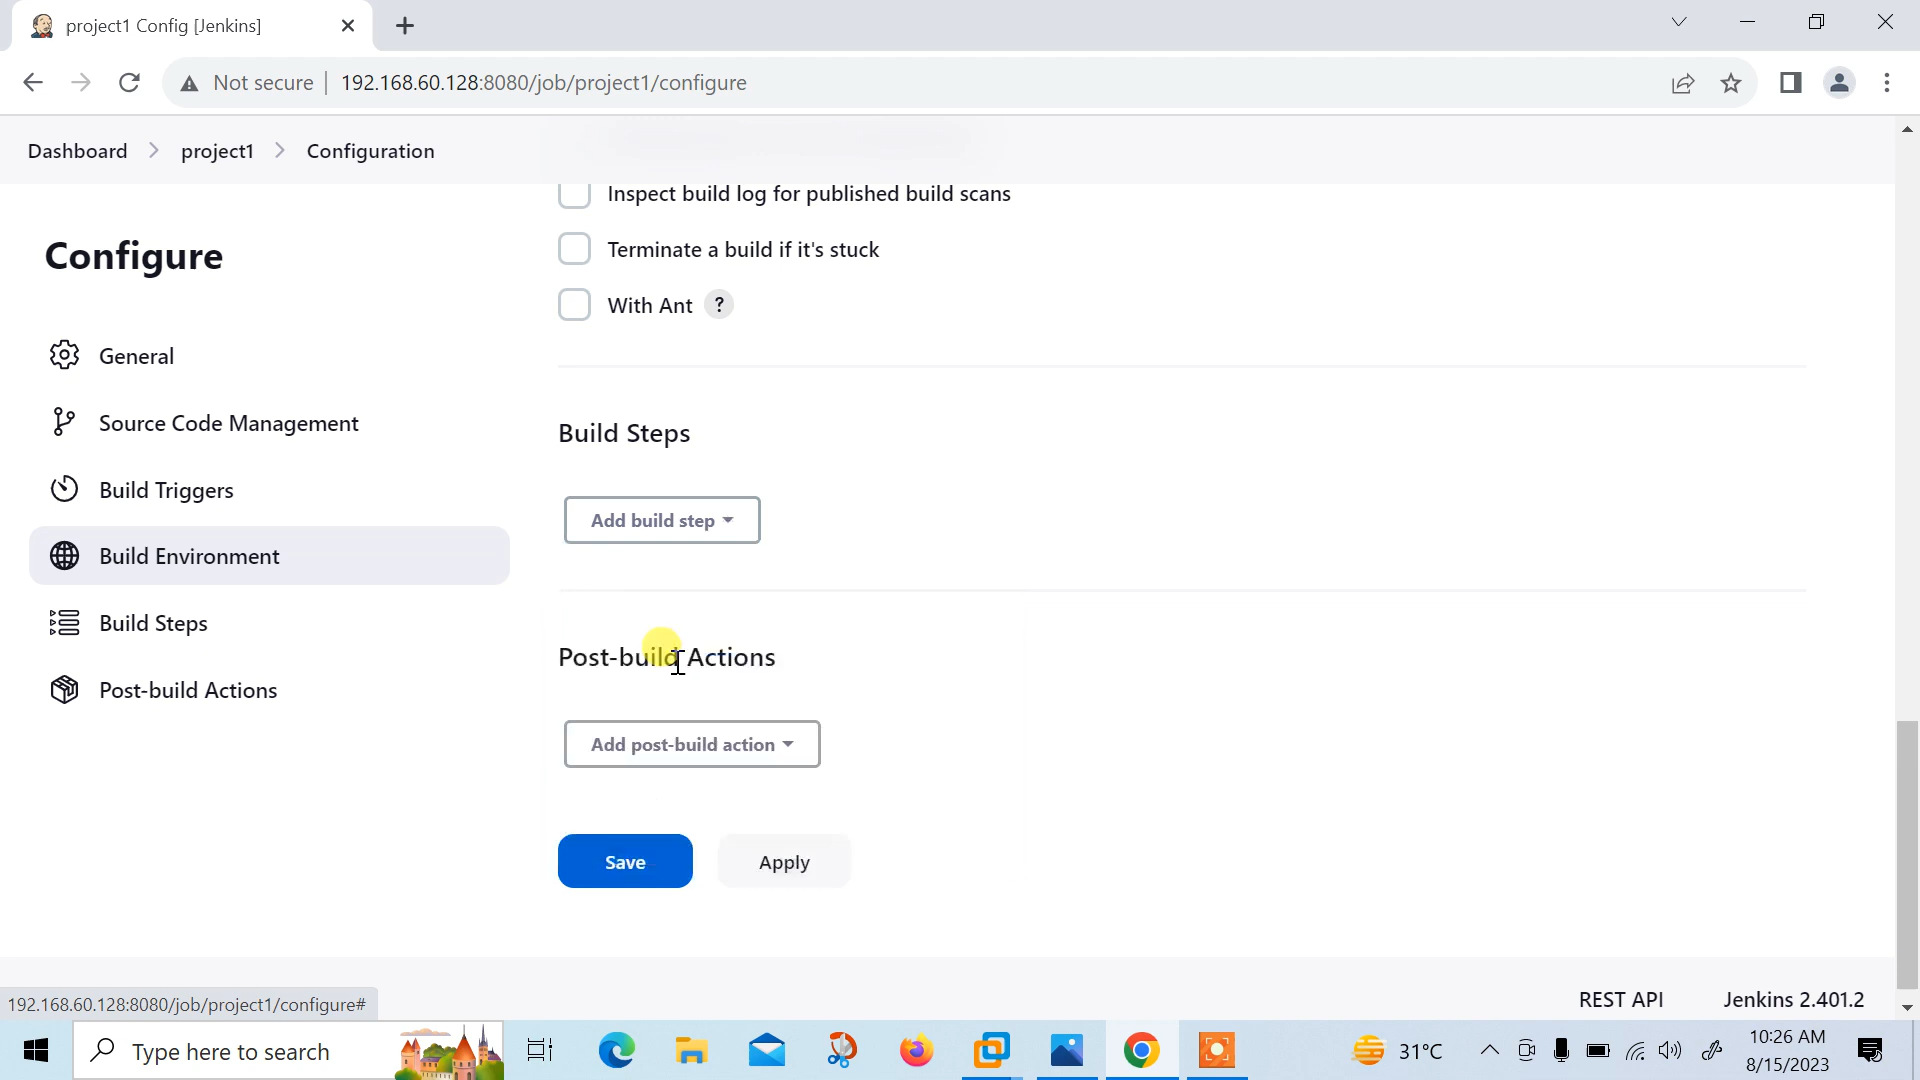 project1 Config [Jenkins]
Not secure
192.168.60.128:8080/job/project1/configure
Dashboard
project1
Configuration
Inspect build log for published build scans
Configure
Terminate a build if it's stuck
With Ant ?
General
Source Code Management
Build Steps
Build Triggers
Add build step
Build Environment
Build Steps
Post-build Actions
Post-build Actions
Add post-build action
Save
Apply
192.168.60.128:8080/job/project1/configure#
REST API
Jenkins 2.401.2
Type here to search
31°C
10:26 AM
8/15/2023